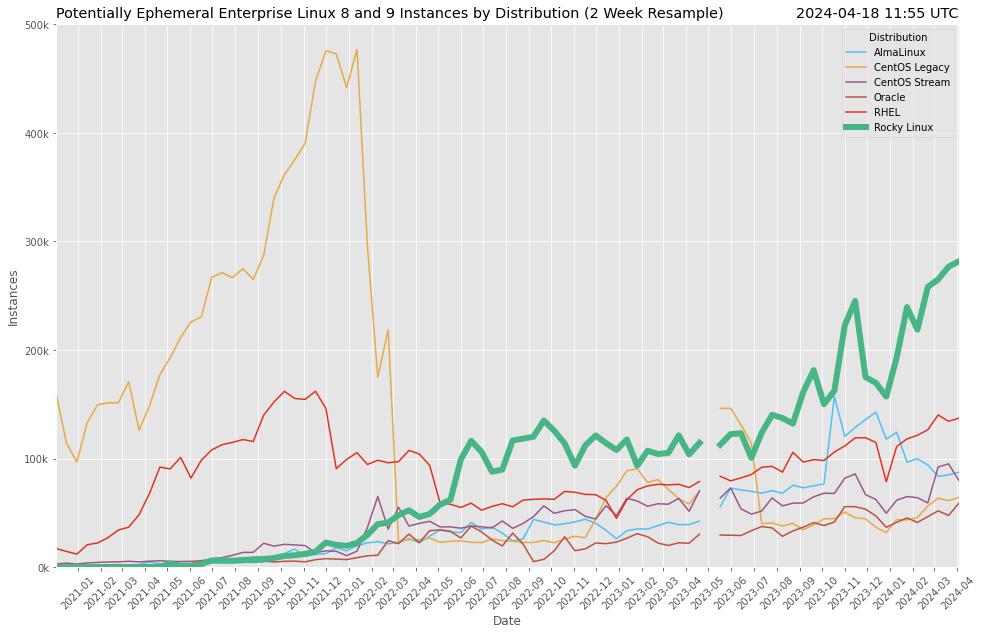 Potentially Ephemeral Enterprise Linux 8 and 9 Instances by Distribution (2 Week Resample) 2024-04-18 11:55 UTC
Distribution
AlmaLinux
CentOS Legacy
CentOS Stream
Oracle
RHEL
Rocky Linux
Instances
500k
400k
300k
200k
100k
0k
2021-01
2021-02
2021-03
2021-04
2021-05
2021-06
2021-07
2021-08
2021-09
2021-10
2021-11
2021-12
2022-01
2022-02
2022-03
2022-04
2022-05
2022-06
2022-07
2022-08
2022-09
2022-10
2022-11
2022-12
2023-01
2023-02
2023-03
2023-04
2023-05
2023-06
2023-07
2023-08
2023-09
2023-10
2023-11
2023-12
2024-01
2024-02
2024-03
2024-04
Date